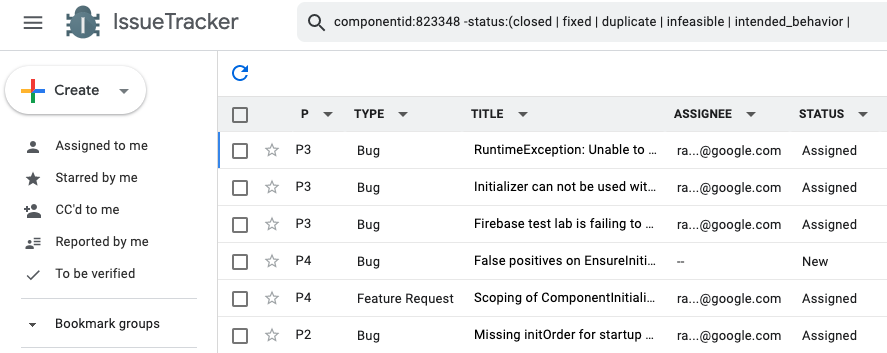 IssueTracker
componentid:823348 -status:(closed | fixed | duplicate | infeasible | intended_behavior |
Create
Assigned to me
Starred by me
CC'd to me
Reported by me
To be verified
Bookmark groups
P TYPE TITLE ASSIGNEE STATUS
P3 Bug RuntimeException: Unable to ... ra...@google.com Assigned
P3 Bug Initializer can not be used wit... ra...@google.com Assigned
P3 Bug Firebase test lab is failing to ... ra...@google.com Assigned
P4 Bug False positives on EnsureIniti... -- New
P4 Feature Request Scoping of ComponentInitiali... ra...@google.com Assigned
P2 Bug Missing initOrder for startup ... ra...@google.com Assigned